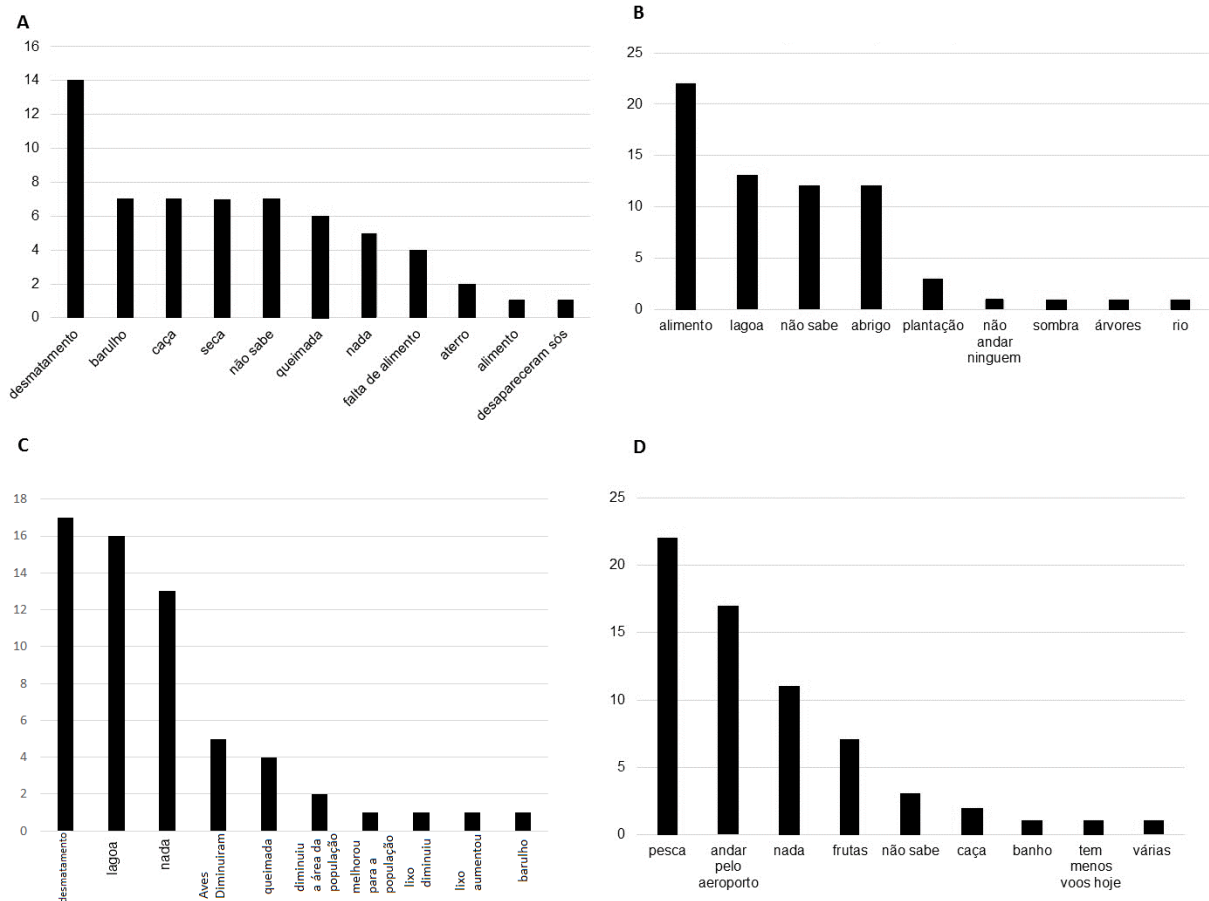 A
16
14
12
10
8
6
4
2
0
desmatamento
barulho
caça
seca
não sabe
queimada
nada
falta de alimento
aterro
alimento
desapareceram sós
B
25
20
15
10
5
0
alimento
lagoa
não sabe
abrigo
plantação
não
andar
ninguem
sombra
árvores
rio
C
18
16
14
12
10
8
6
4
2
0
desmatamento
lagoa
nada
Aves
Diminuiram
queimada
diminuiu
a área da
população
melhorou
para a
população
lixo
diminuiu
lixo
aumentou
barulho
D
25
20
15
10
5
0
pesca
andar
pelo
aeroporto
nada
frutas
não sabe
caça
banho
tem
menos
voos hoje
várias